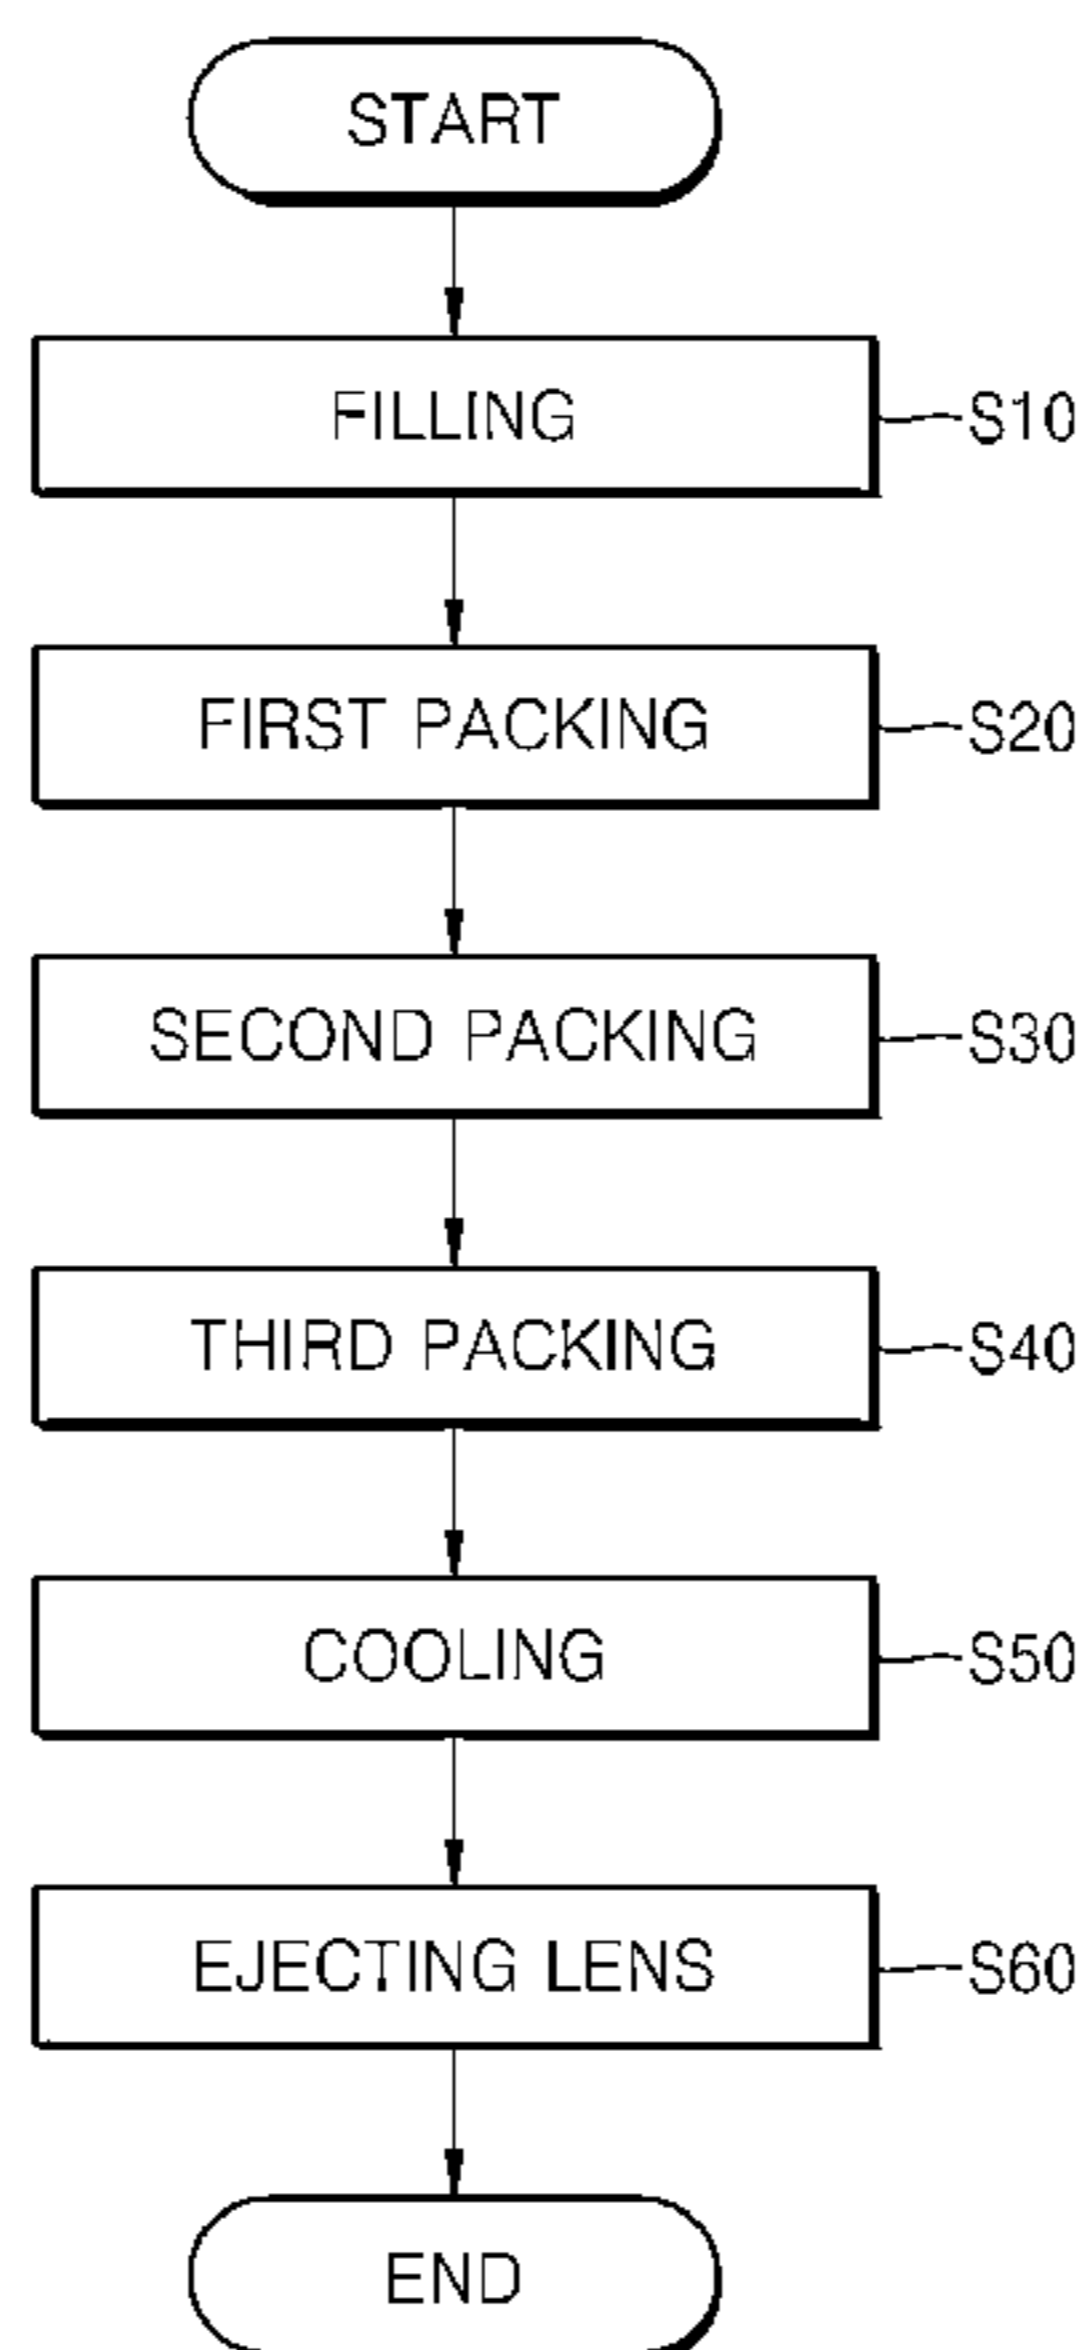 START
FILLING
S10
FIRST PACKING
S20
SECOND PACKING
S30
THIRD PACKING
S40
COOLING
S50
EJECTING LENS
S60
END